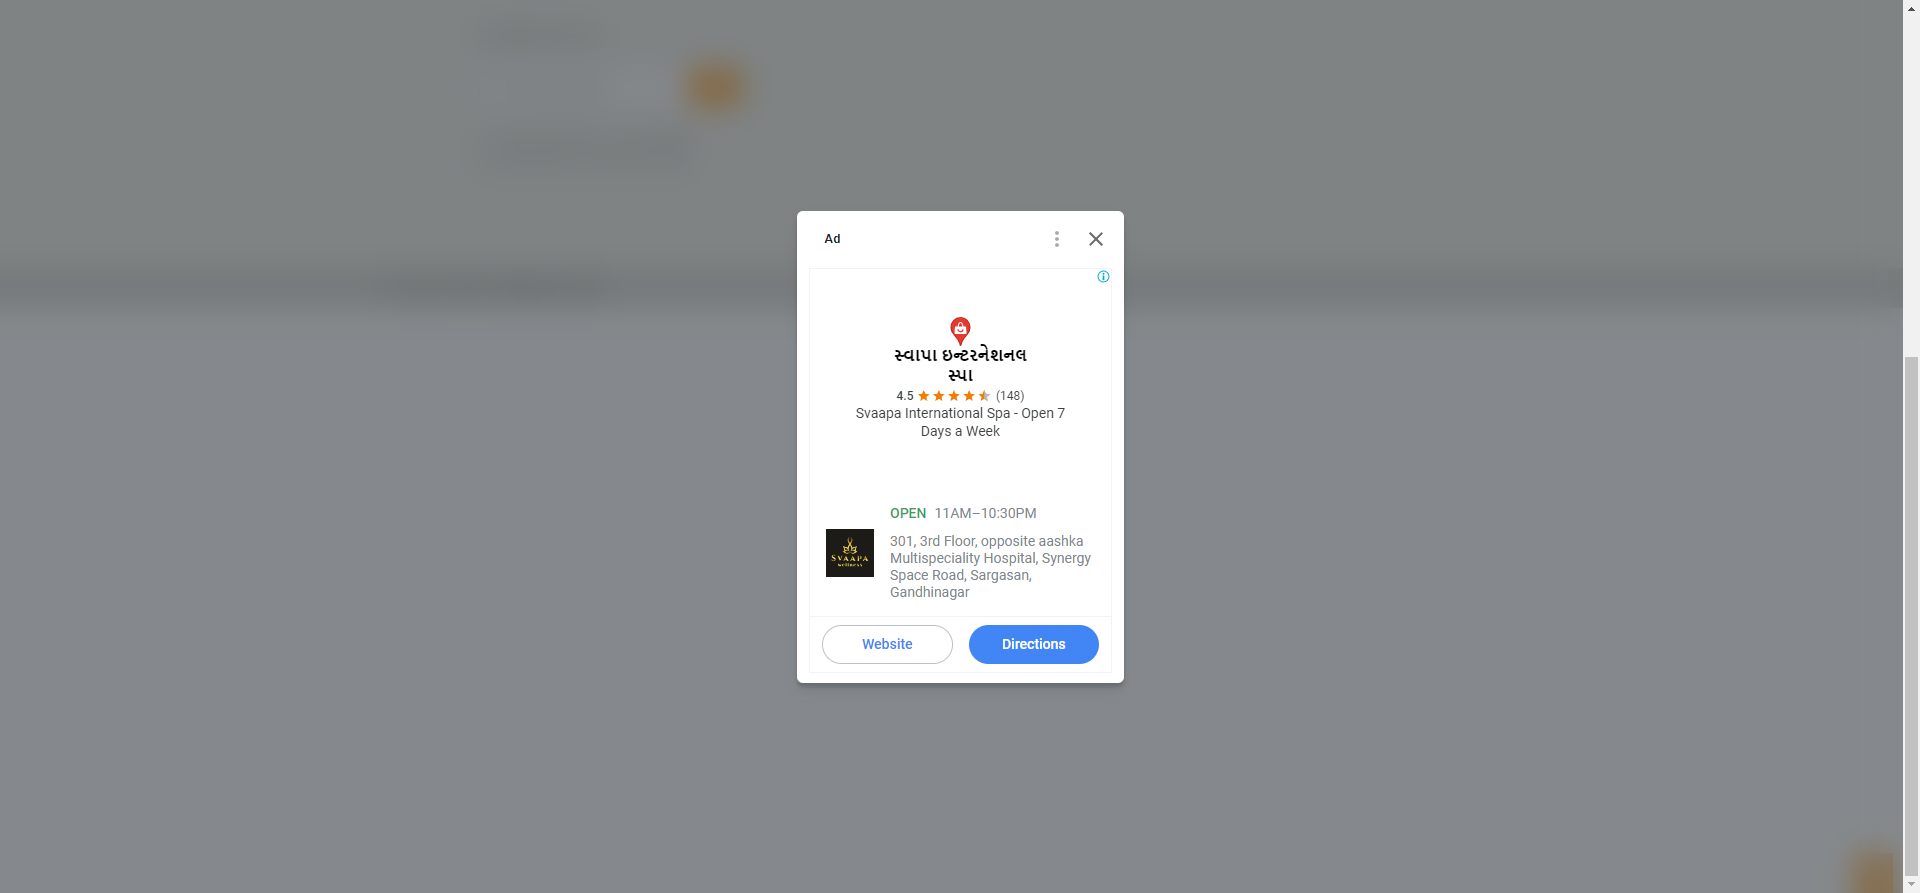 Ad
સ્વાપા ઇન્ટરનેશનલ
સ્પા
4.5 (148)
Svaapa International Spa - Open 7
Days a Week
OPEN 11AM–10:30PM
SVAAPA
wellness
301, 3rd Floor, opposite aashka
Multispeciality Hospital, Synergy
Space Road, Sargasan,
Gandhinagar
Website Directions